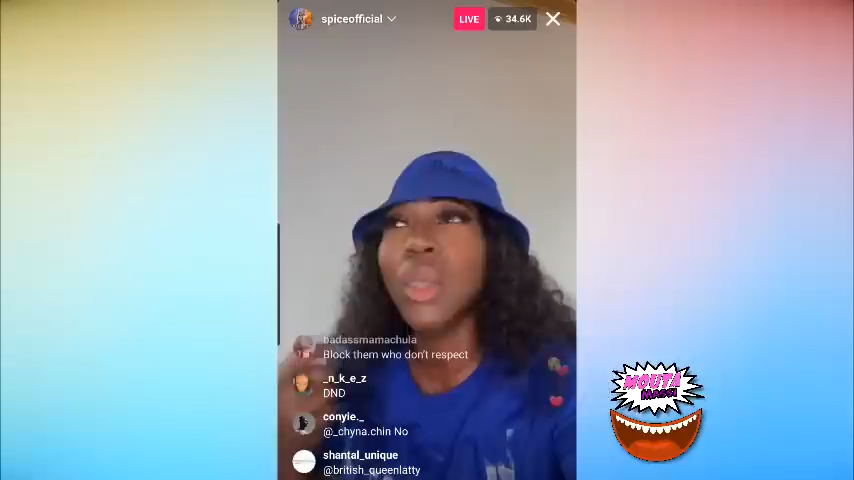 spiceofficial
LIVE
34.6K
badassmamachula
Block them who don't respect
_n_k_e_z
DND
conyie._
@_chyna.chin No
shantal_unique
@british_queenlatty
MOUTA
MASSI